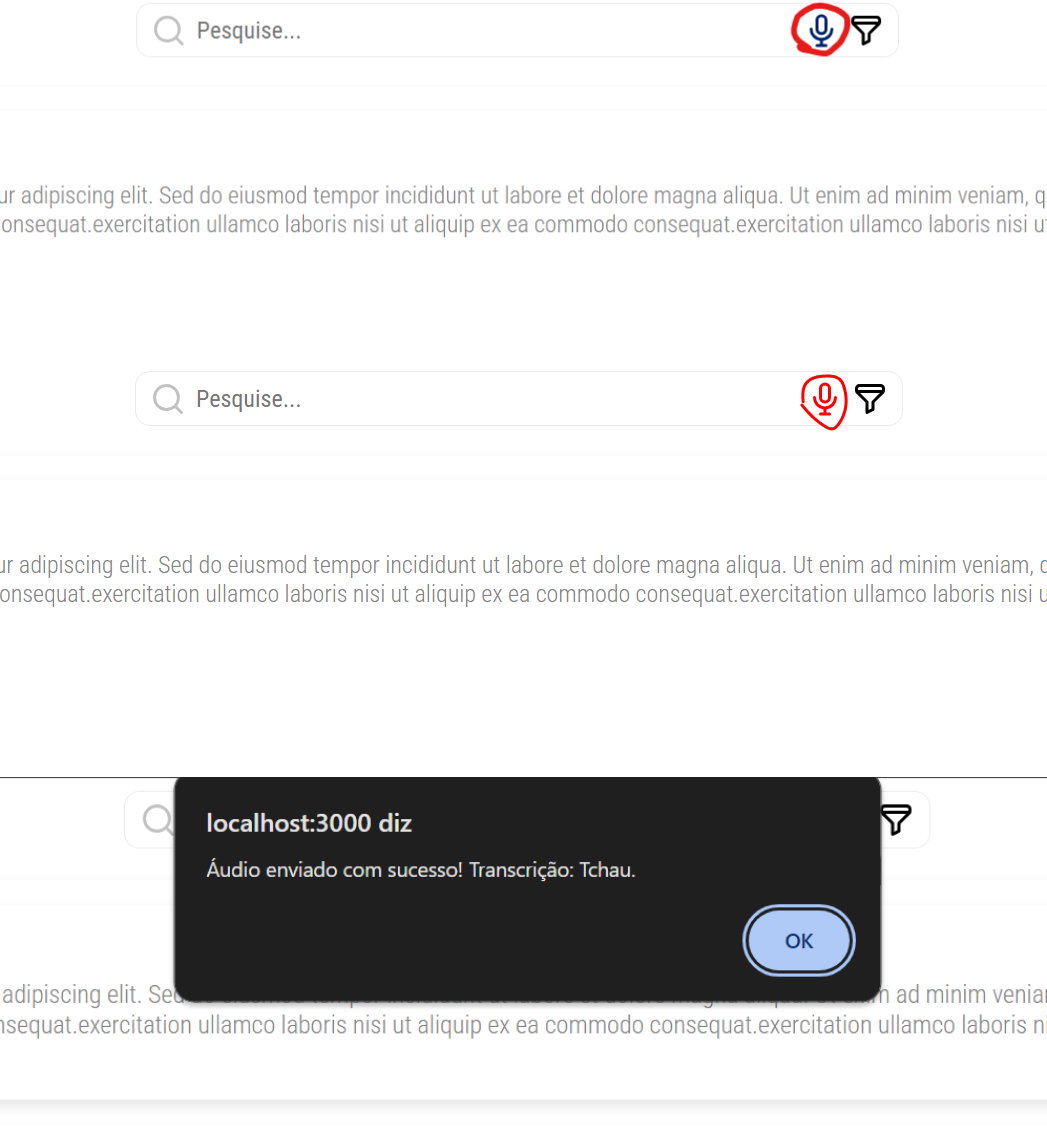 Pesquise...
ur adipiscing elit. Sed do eiusmod tempor incididunt ut labore et dolore magna aliqua. Ut enim ad minim veniam, q
onsequat.exercitation ullamco laboris nisi ut aliquip ex ea commodo consequat.exercitation ullamco laboris nisi u
Pesquise...
ur adipiscing elit. Sed do eiusmod tempor incididunt ut labore et dolore magna aliqua. Ut enim ad minim veniam,
onsequat.exercitation ullamco laboris nisi ut aliquip ex ea commodo consequat.exercitation ullamco laboris nisi u
localhost:3000 diz
Áudio enviado com sucesso! Transcrição: Tchau.
OK
adipiscing elit. Sed ad minim
nsequat.exercitation ullamco laboris nisi ut aliquip ex ea commodo consequat.exercitation ullamco laboris